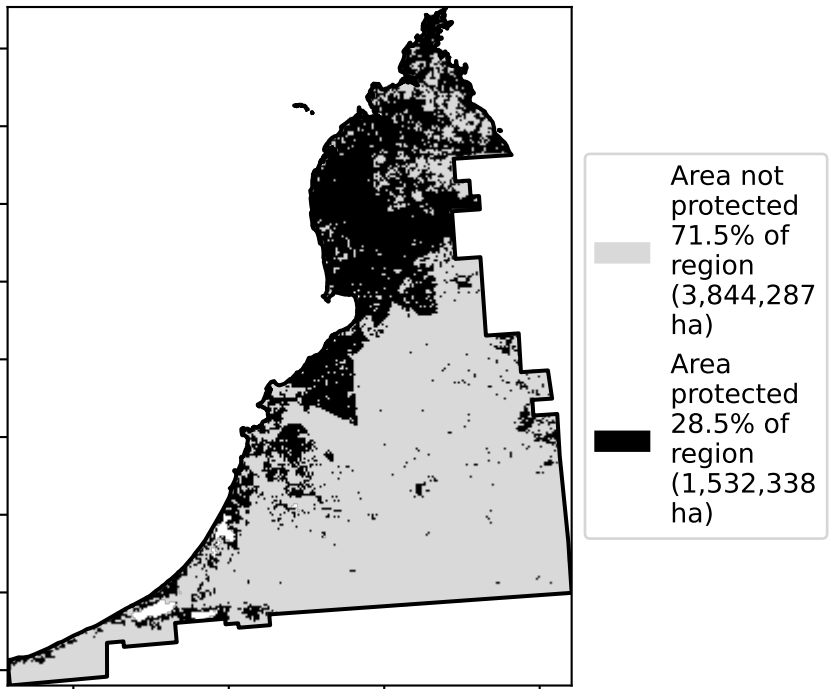 Area not
protected
71.5% of
region
(3,844,287
ha)
Area
protected
28.5% of
region
(1,532,338
ha)